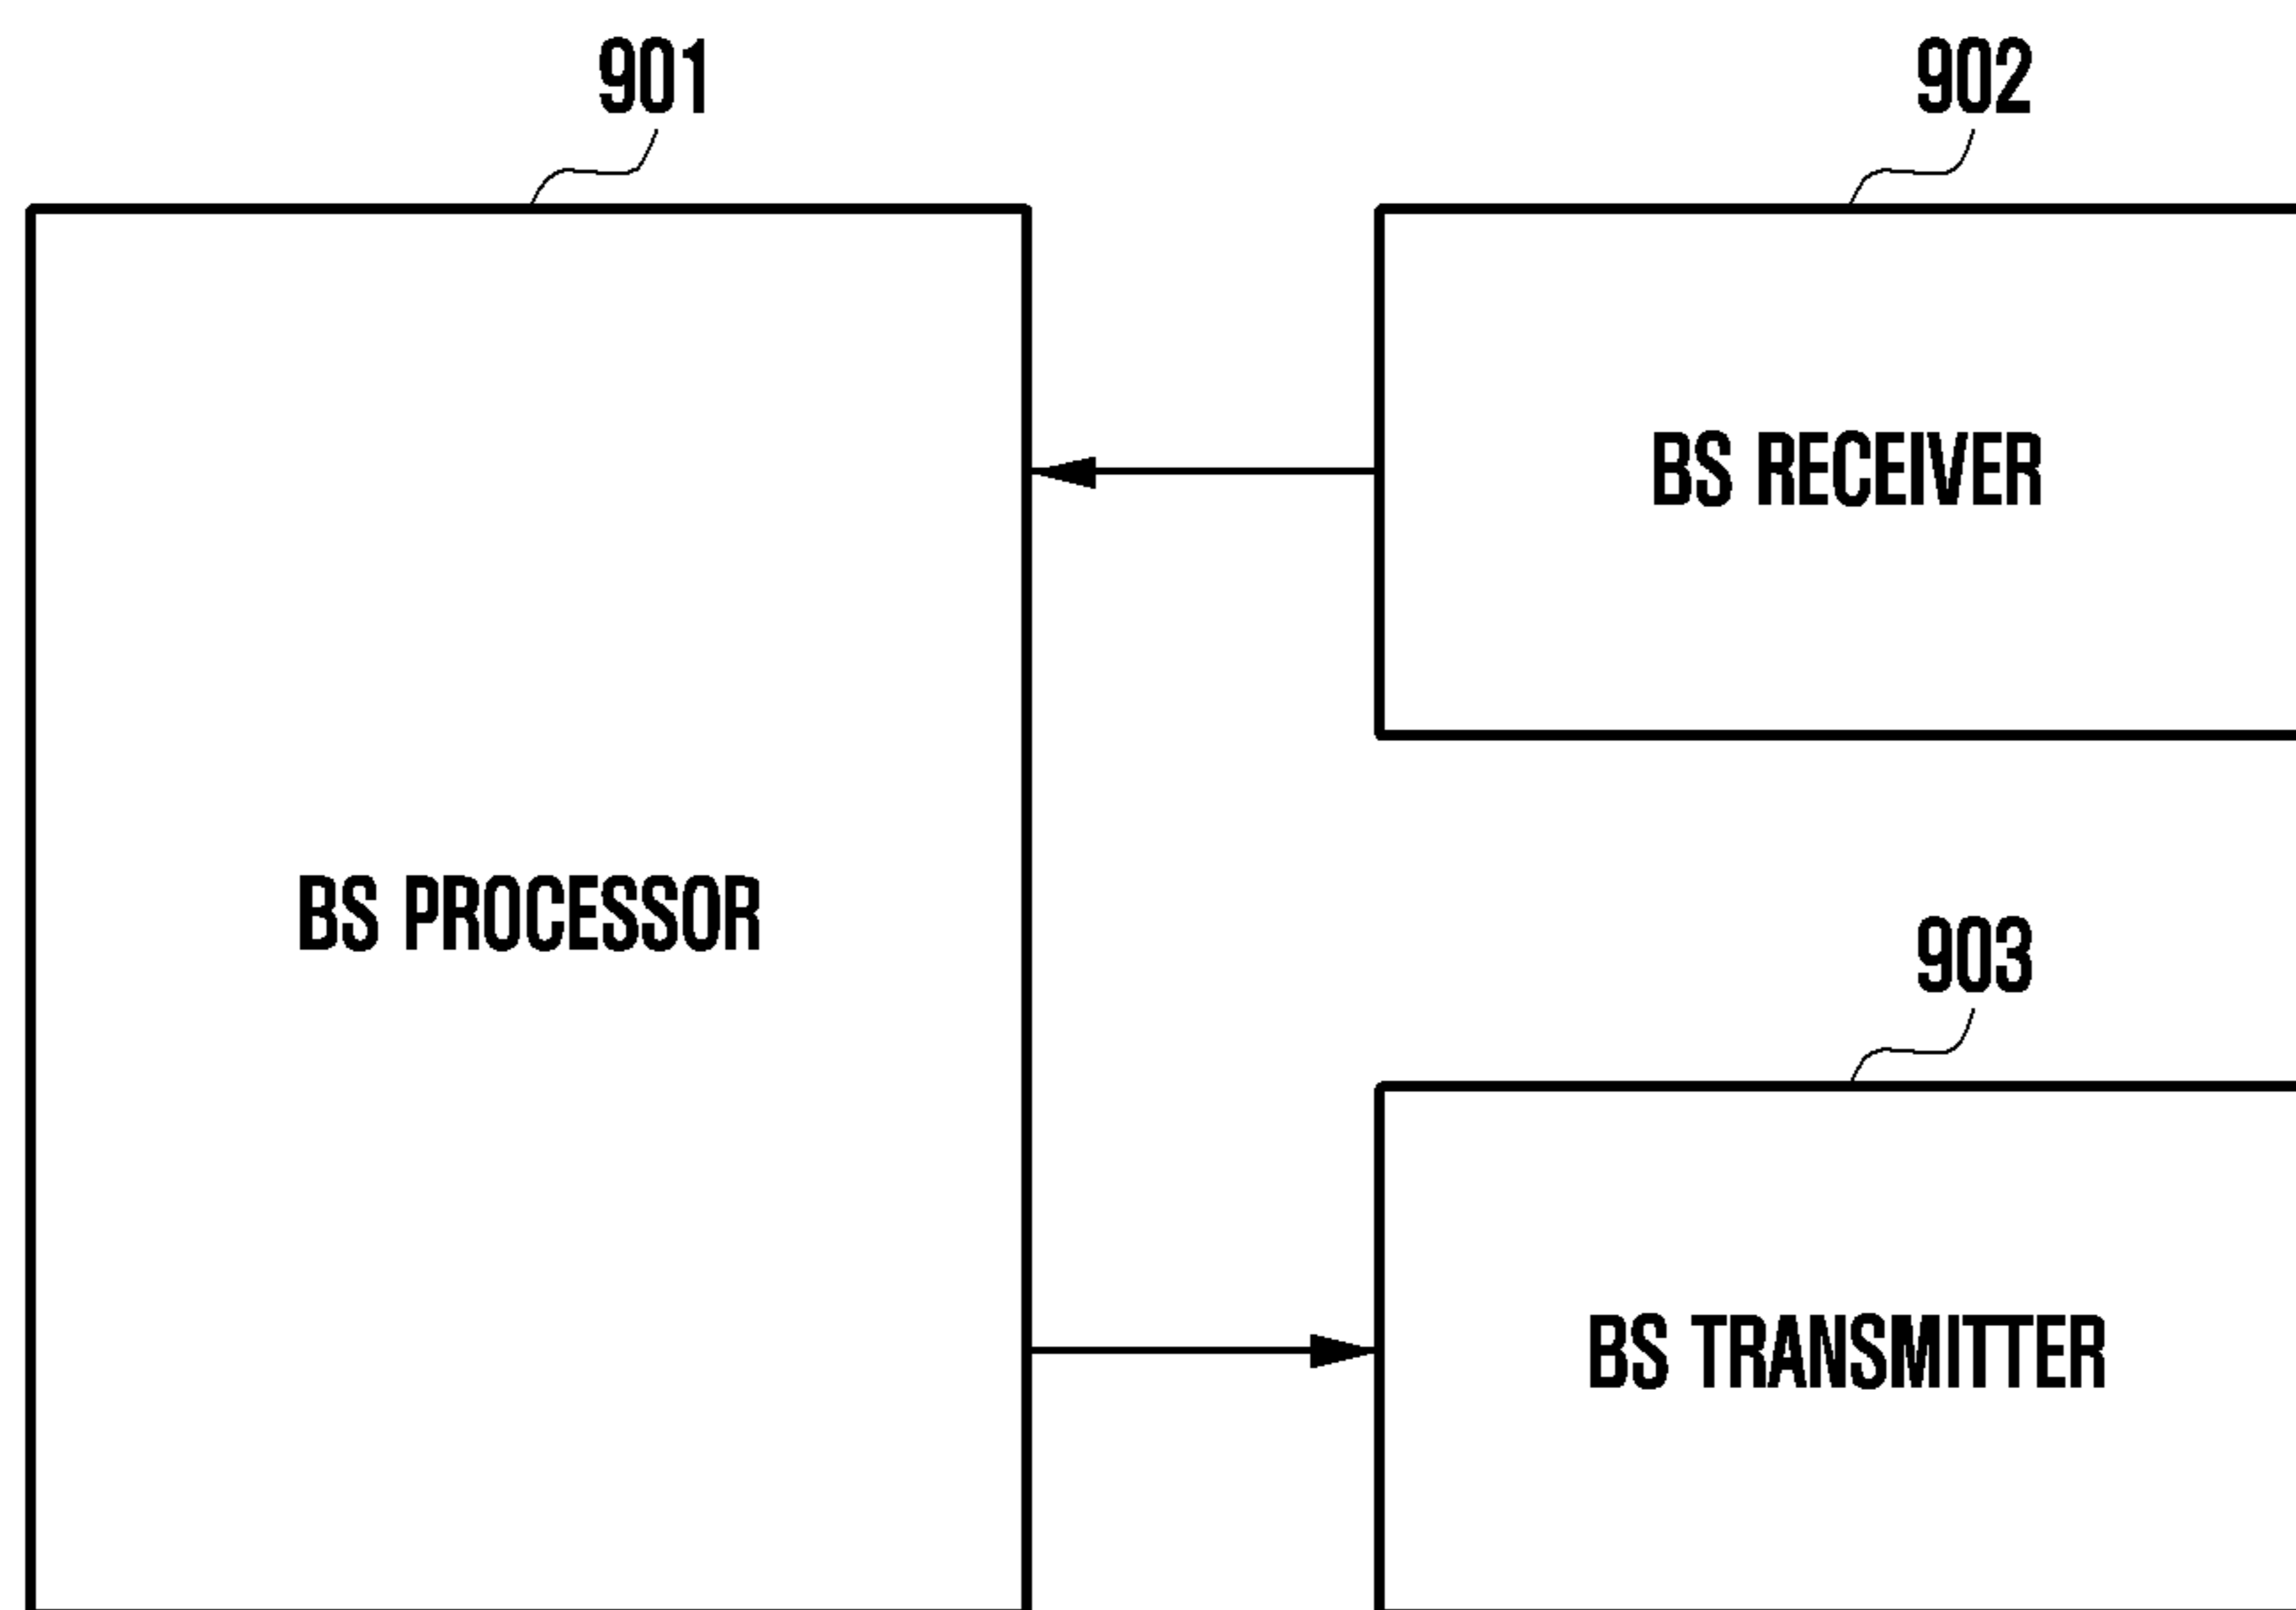 901
902
BS RECEIVER
BS PROCESSOR
903
BS TRANSMITTER